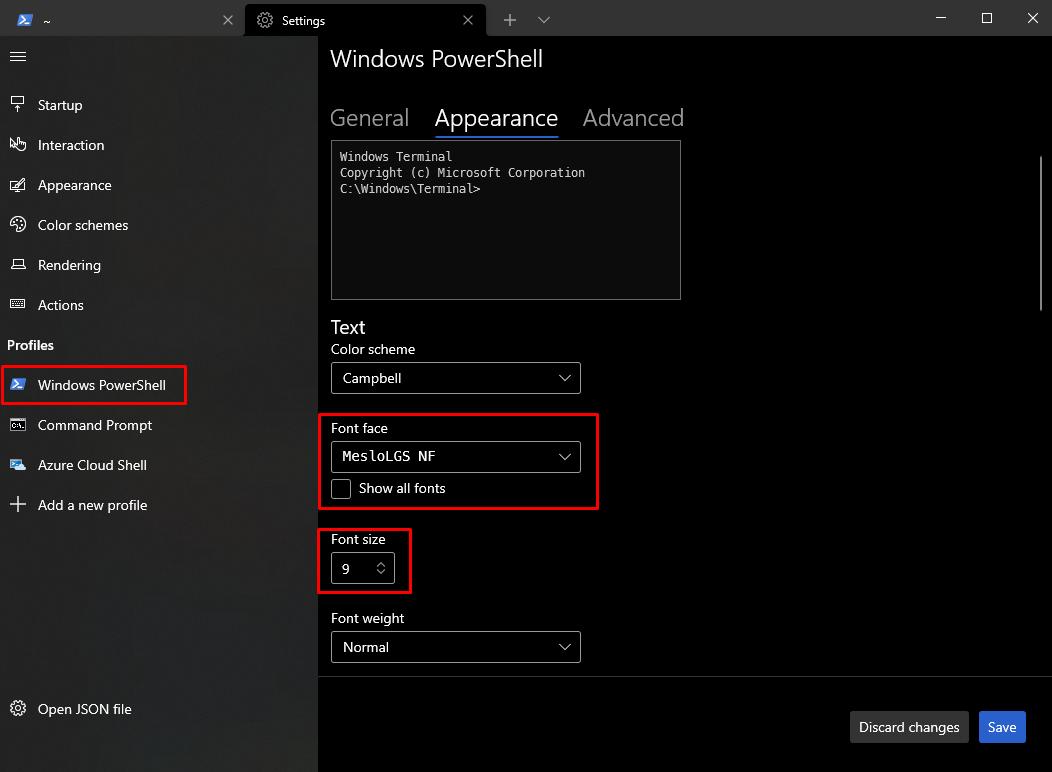 ~
Settings
Startup
Interaction
Appearance
Color schemes
Rendering
Actions
Profiles
Windows PowerShell
Command Prompt
Azure Cloud Shell
Add a new profile
Open JSON file
Windows PowerShell
General Appearance Advanced
Windows Terminal
Copyright (c) Microsoft Corporation
C:\Windows\Terminal>
Text
Color scheme
Campbell
Font face
MesloLGS NF
Show all fonts
Font size
9
Font weight
Normal
Discard changes Save